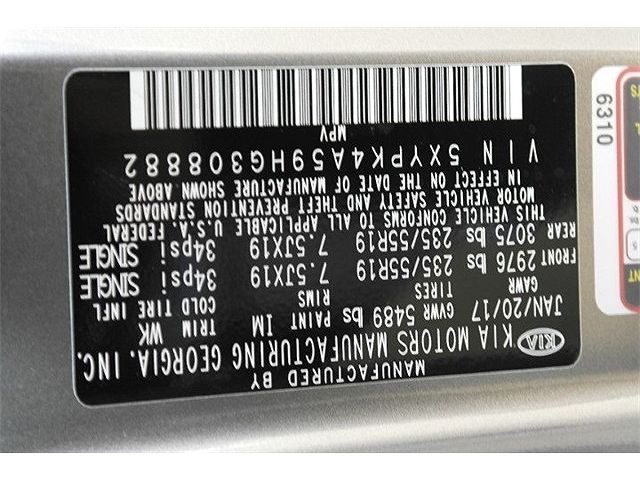 MANUFACTURED BY
KIA KIA MOTORS MANUFACTURING GEORGIA, INC.
JAN/20/17 GVWR 5489 lbs PAINT IM TRIM WK
GAWR TIRES RIMS COLD TIRE INFL
FRONT 2976 lbs 235/55R19 7.5JX19 34psi SINGLE
REAR 3075 lbs 235/55R19 7.5JX19 34psi SINGLE
THIS VEHICLE CONFORMS TO ALL APPLICABLE U.S.A. FEDERAL
MOTOR VEHICLE SAFETY AND THEFT PREVENTION STANDARDS
IN EFFECT ON THE DATE OF MANUFACTURE SHOWN ABOVE
VIN 5XYPK4A59HG308882
MPV
6310